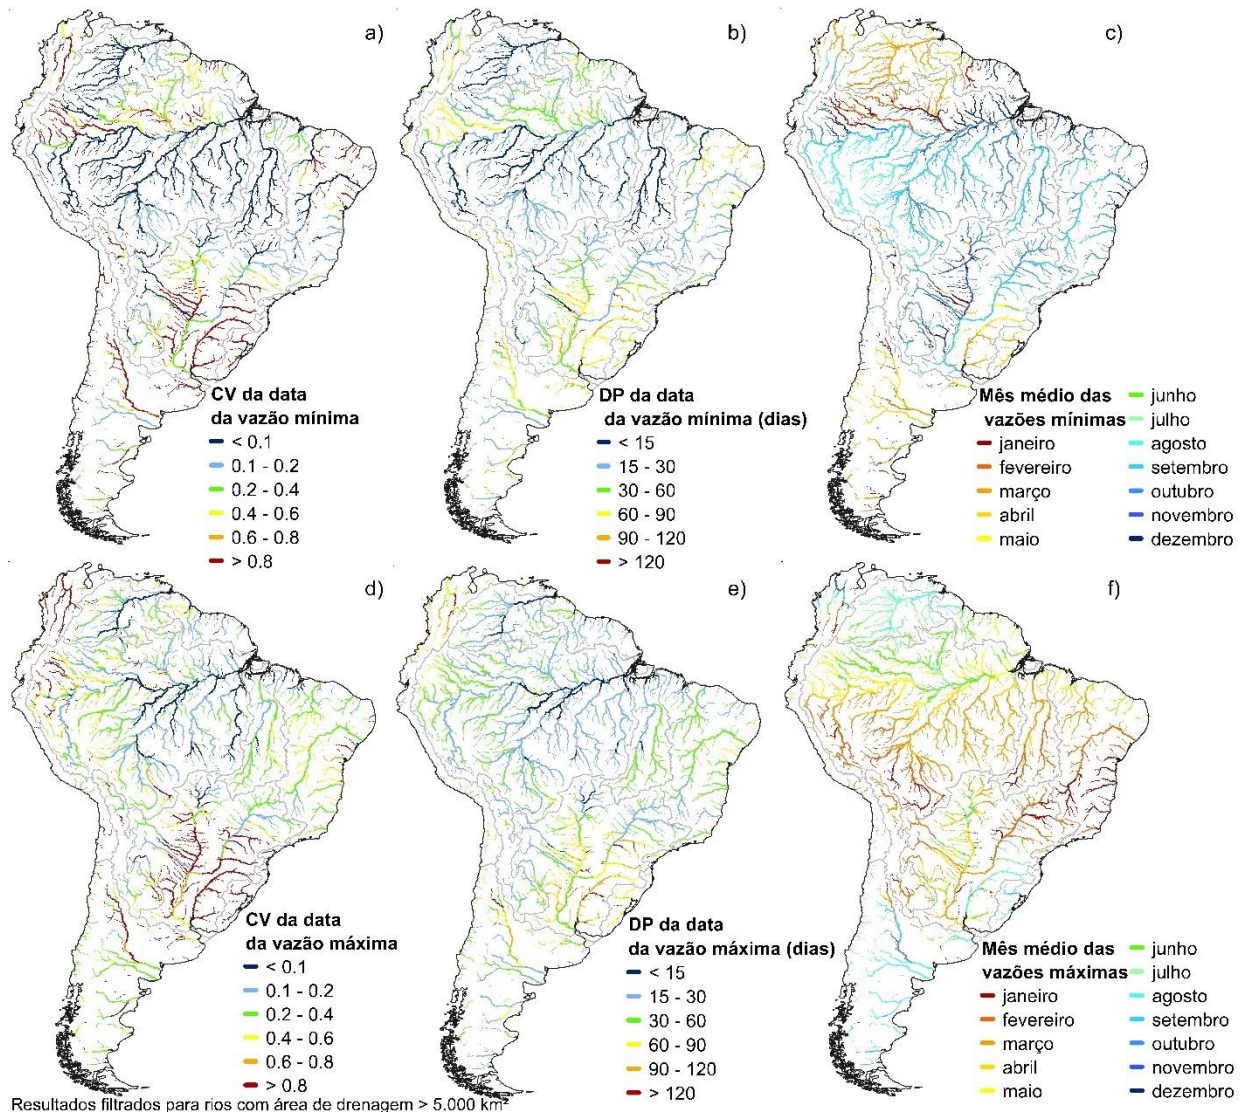 a)
b)
c)
CV da data
da vazão mínima
< 0.1
0.1 - 0.2
0.2 - 0.4
0.4 - 0.6
0.6 - 0.8
> 0.8
DP da data
da vazão mínima (dias)
< 15
15 - 30
30 - 60
60 - 90
90 - 120
> 120
Mês médio das
vazões mínimas
janeiro
fevereiro
março
abril
maio
junho
julho
agosto
setembro
outubro
novembro
dezembro
d)
e)
f)
CV da data
da vazão máxima
< 0.1
0.1 - 0.2
0.2 - 0.4
0.4 - 0.6
0.6 - 0.8
> 0.8
DP da data
da vazão máxima (dias)
< 15
15 - 30
30 - 60
60 - 90
90 - 120
> 120
Mês médio das
vazões máximas
janeiro
fevereiro
março
abril
maio
junho
julho
agosto
setembro
outubro
novembro
dezembro
Resultados filtrados para rios com área de drenagem > 5.000 km²